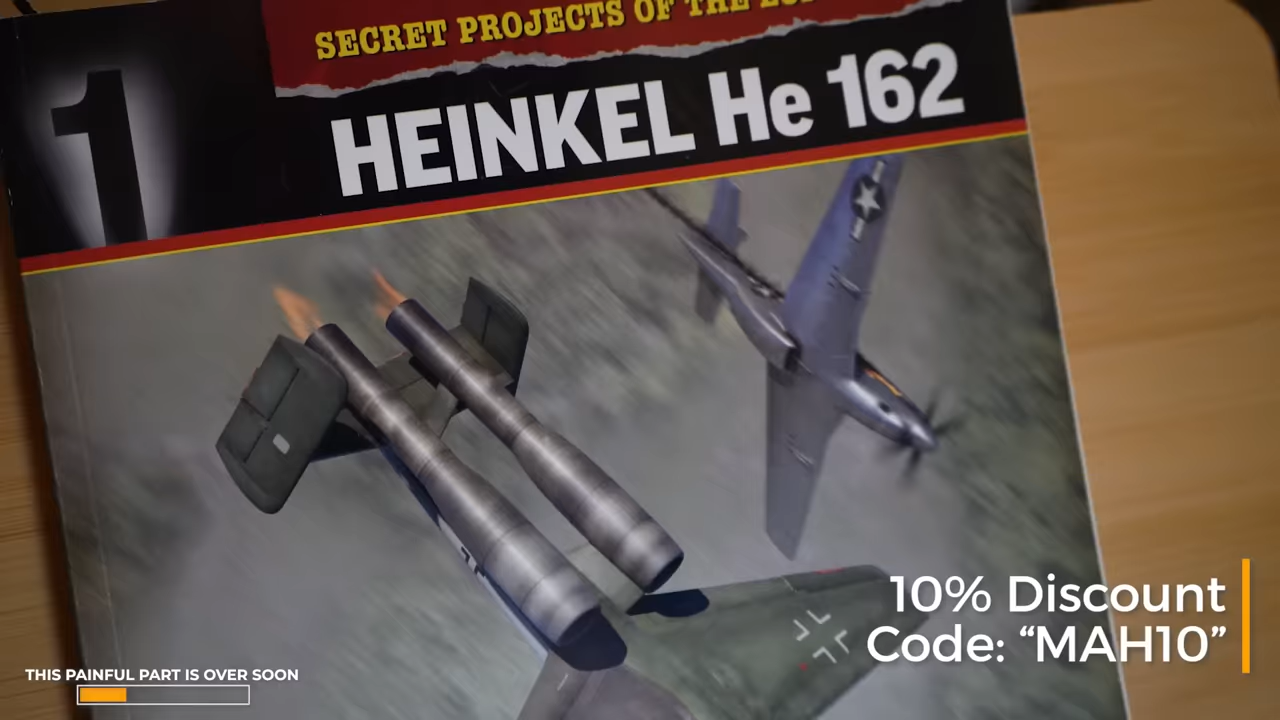 SECRET PROJECTS OF THE
1
HEINKEL He 162
10% Discount
Code: “MAH10”
THIS PAINFUL PART IS OVER SOON